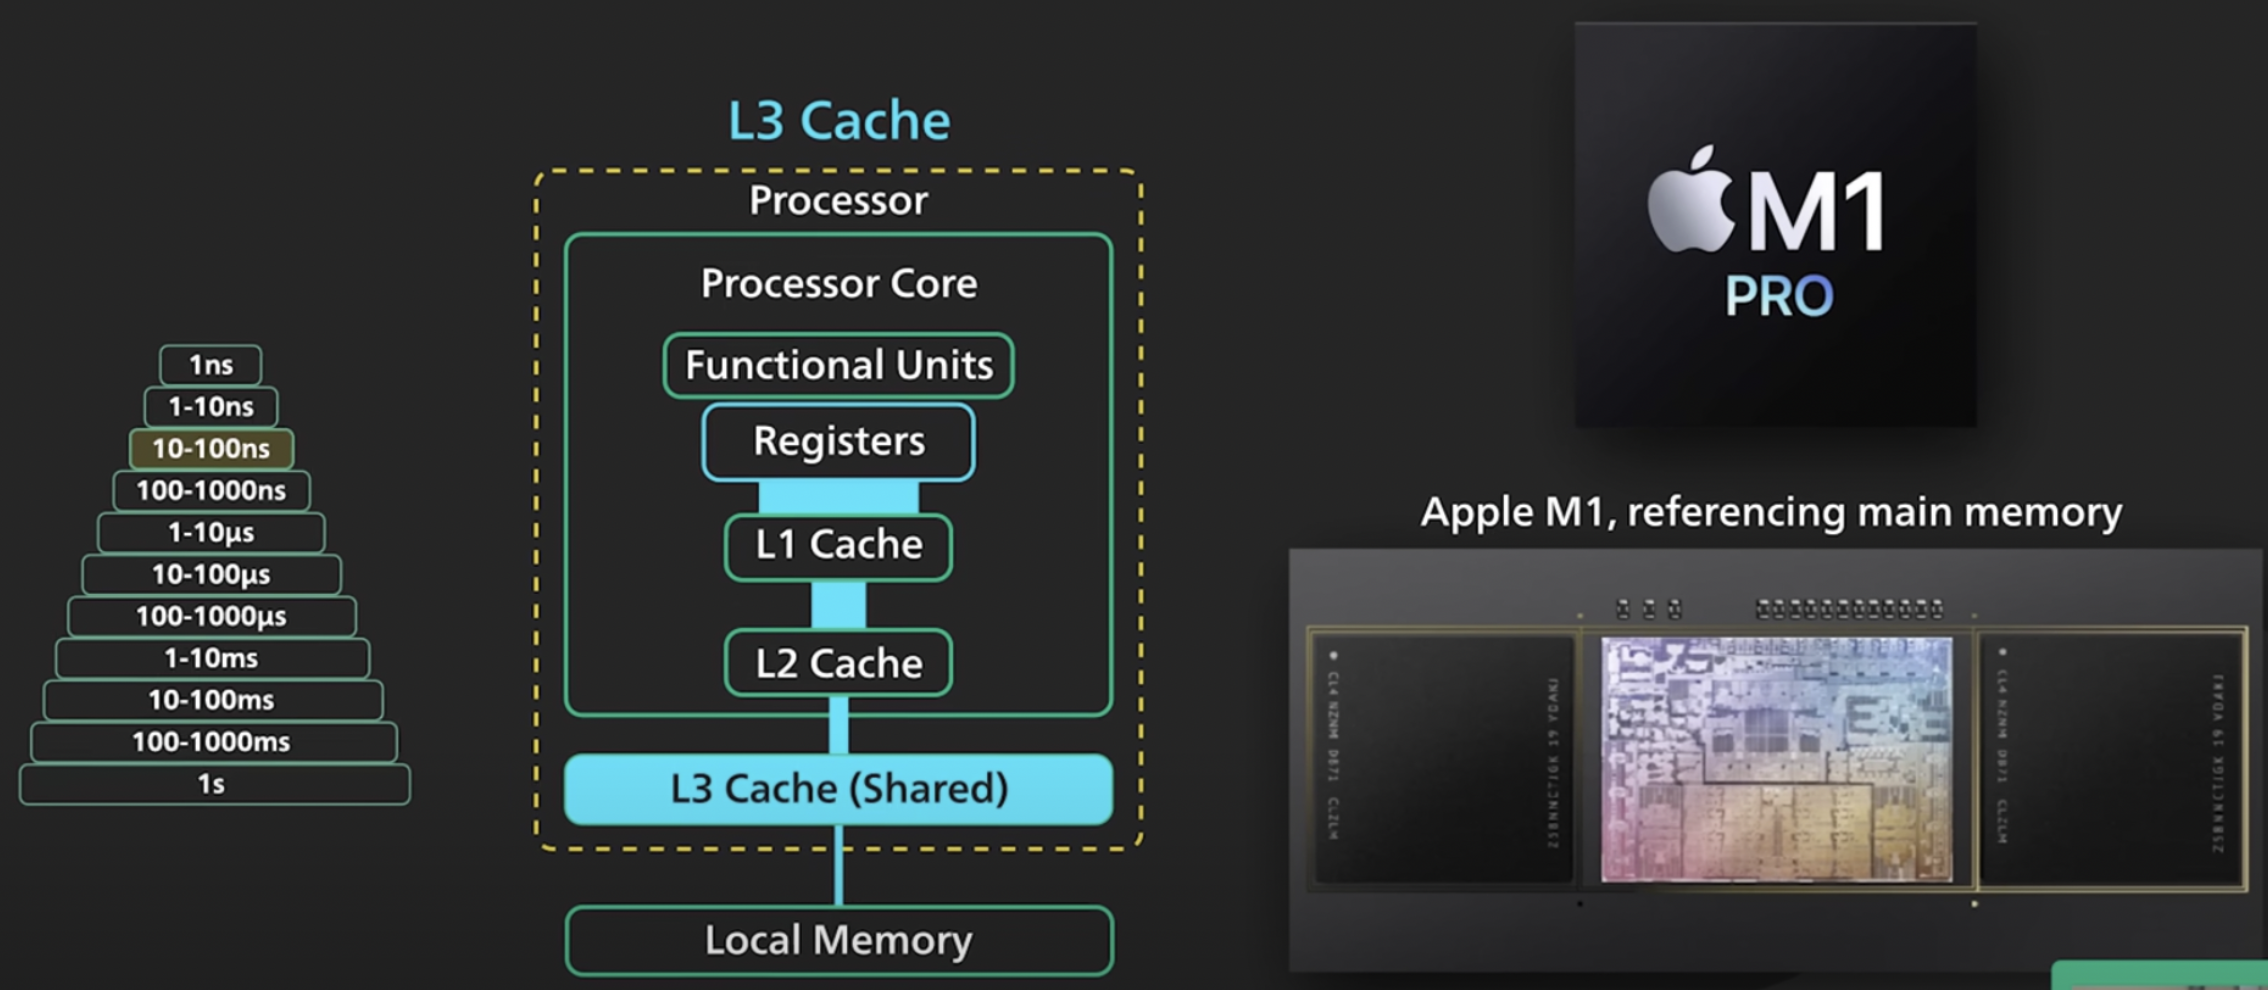 1ns
1-10ns
10-100ns
100-1000ns
1-10µs
10-100µs
100-1000µs
1-10ms
10-100ms
100-1000ms
1s
L3 Cache
Processor
Processor Core
Functional Units
Registers
L1 Cache
L2 Cache
L3 Cache (Shared)
Local Memory
M1
PRO
Apple M1, referencing main memory